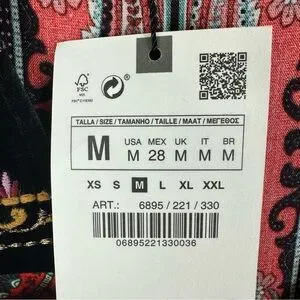 FSC
TALLA / SIZE / TAMANHO / TAILLE / MAAT / ΜΕΓΕΘΟΣ
M
USA MEX UK IT BR
M 28 M M M
XS S M L XL XXL
ART.: 6895 / 221 / 330
06895221330036